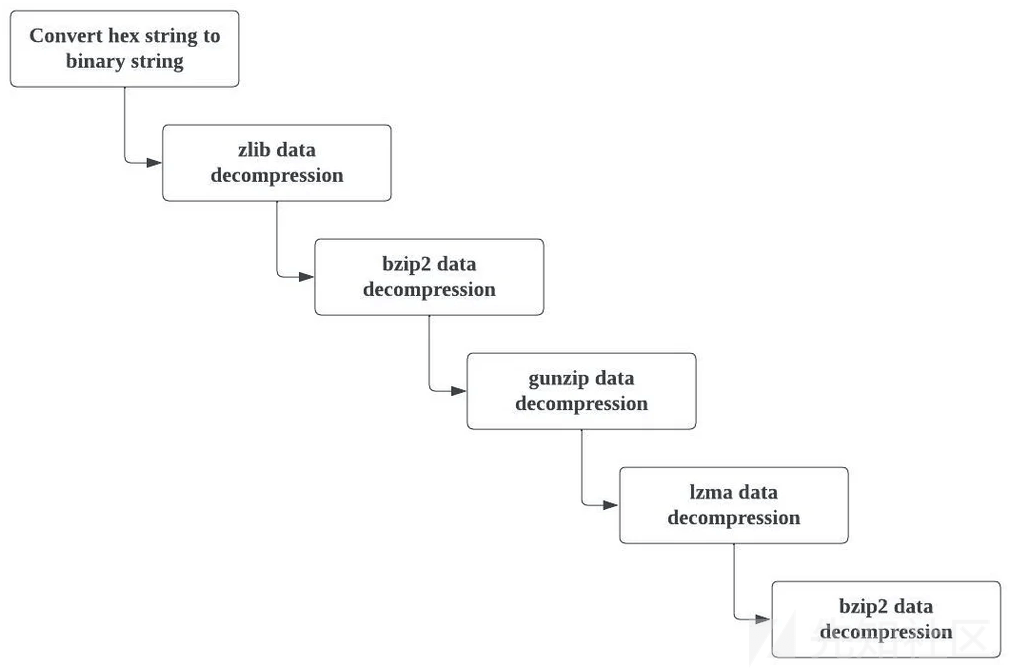 Convert hex string to
binary string
zlib data
decompression
bzip2 data
decompression
gunzip data
decompression
lzma data
decompression
bzip2 data
decompression
先知社区